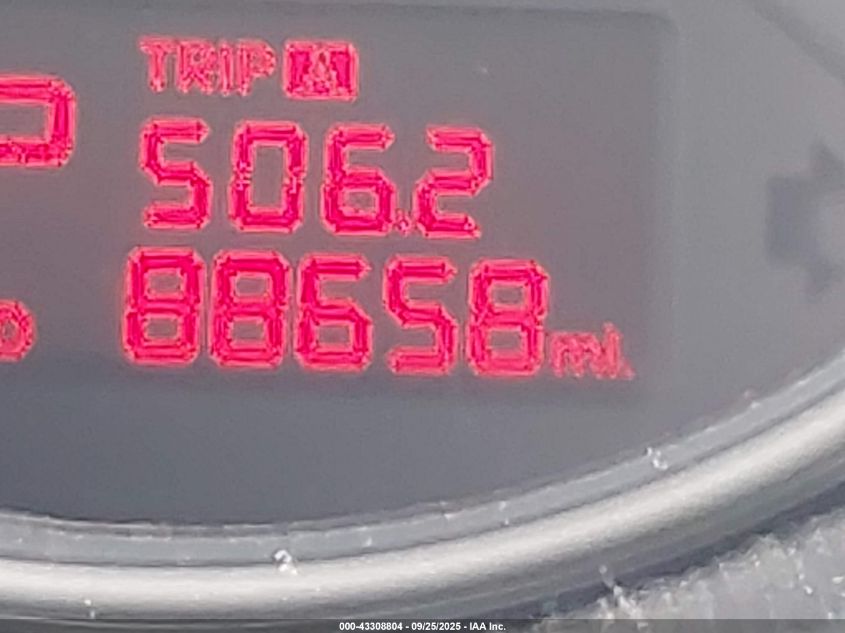 TRIP A
P
506.2
88658 mi.
000-43308804 - 09/25/2025 - IAA Inc.